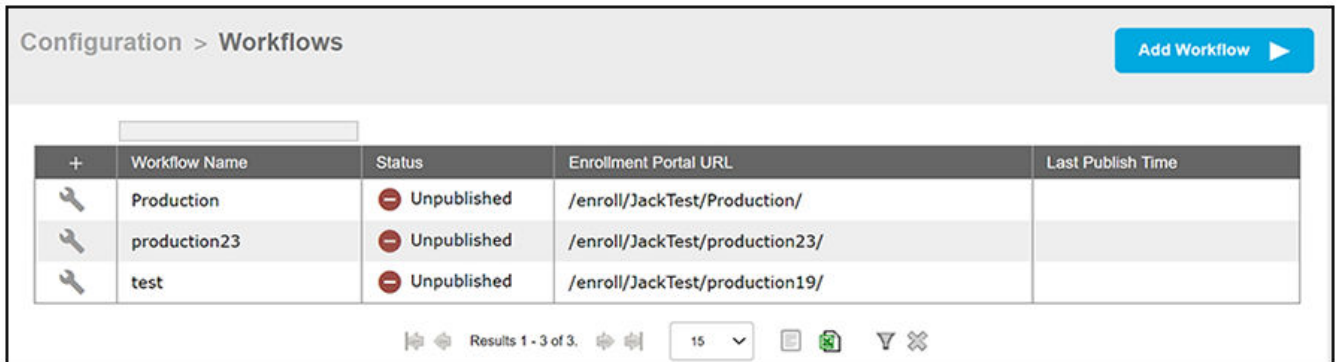 Configuration > Workflows
Add Workflow
+ Workflow Name Status Enrollment Portal URL Last Publish Time
Production Unpublished /enroll/JackTest/Production/
production23 Unpublished /enroll/JackTest/production23/
test Unpublished /enroll/JackTest/production19/
Results 1 - 3 of 3. 15